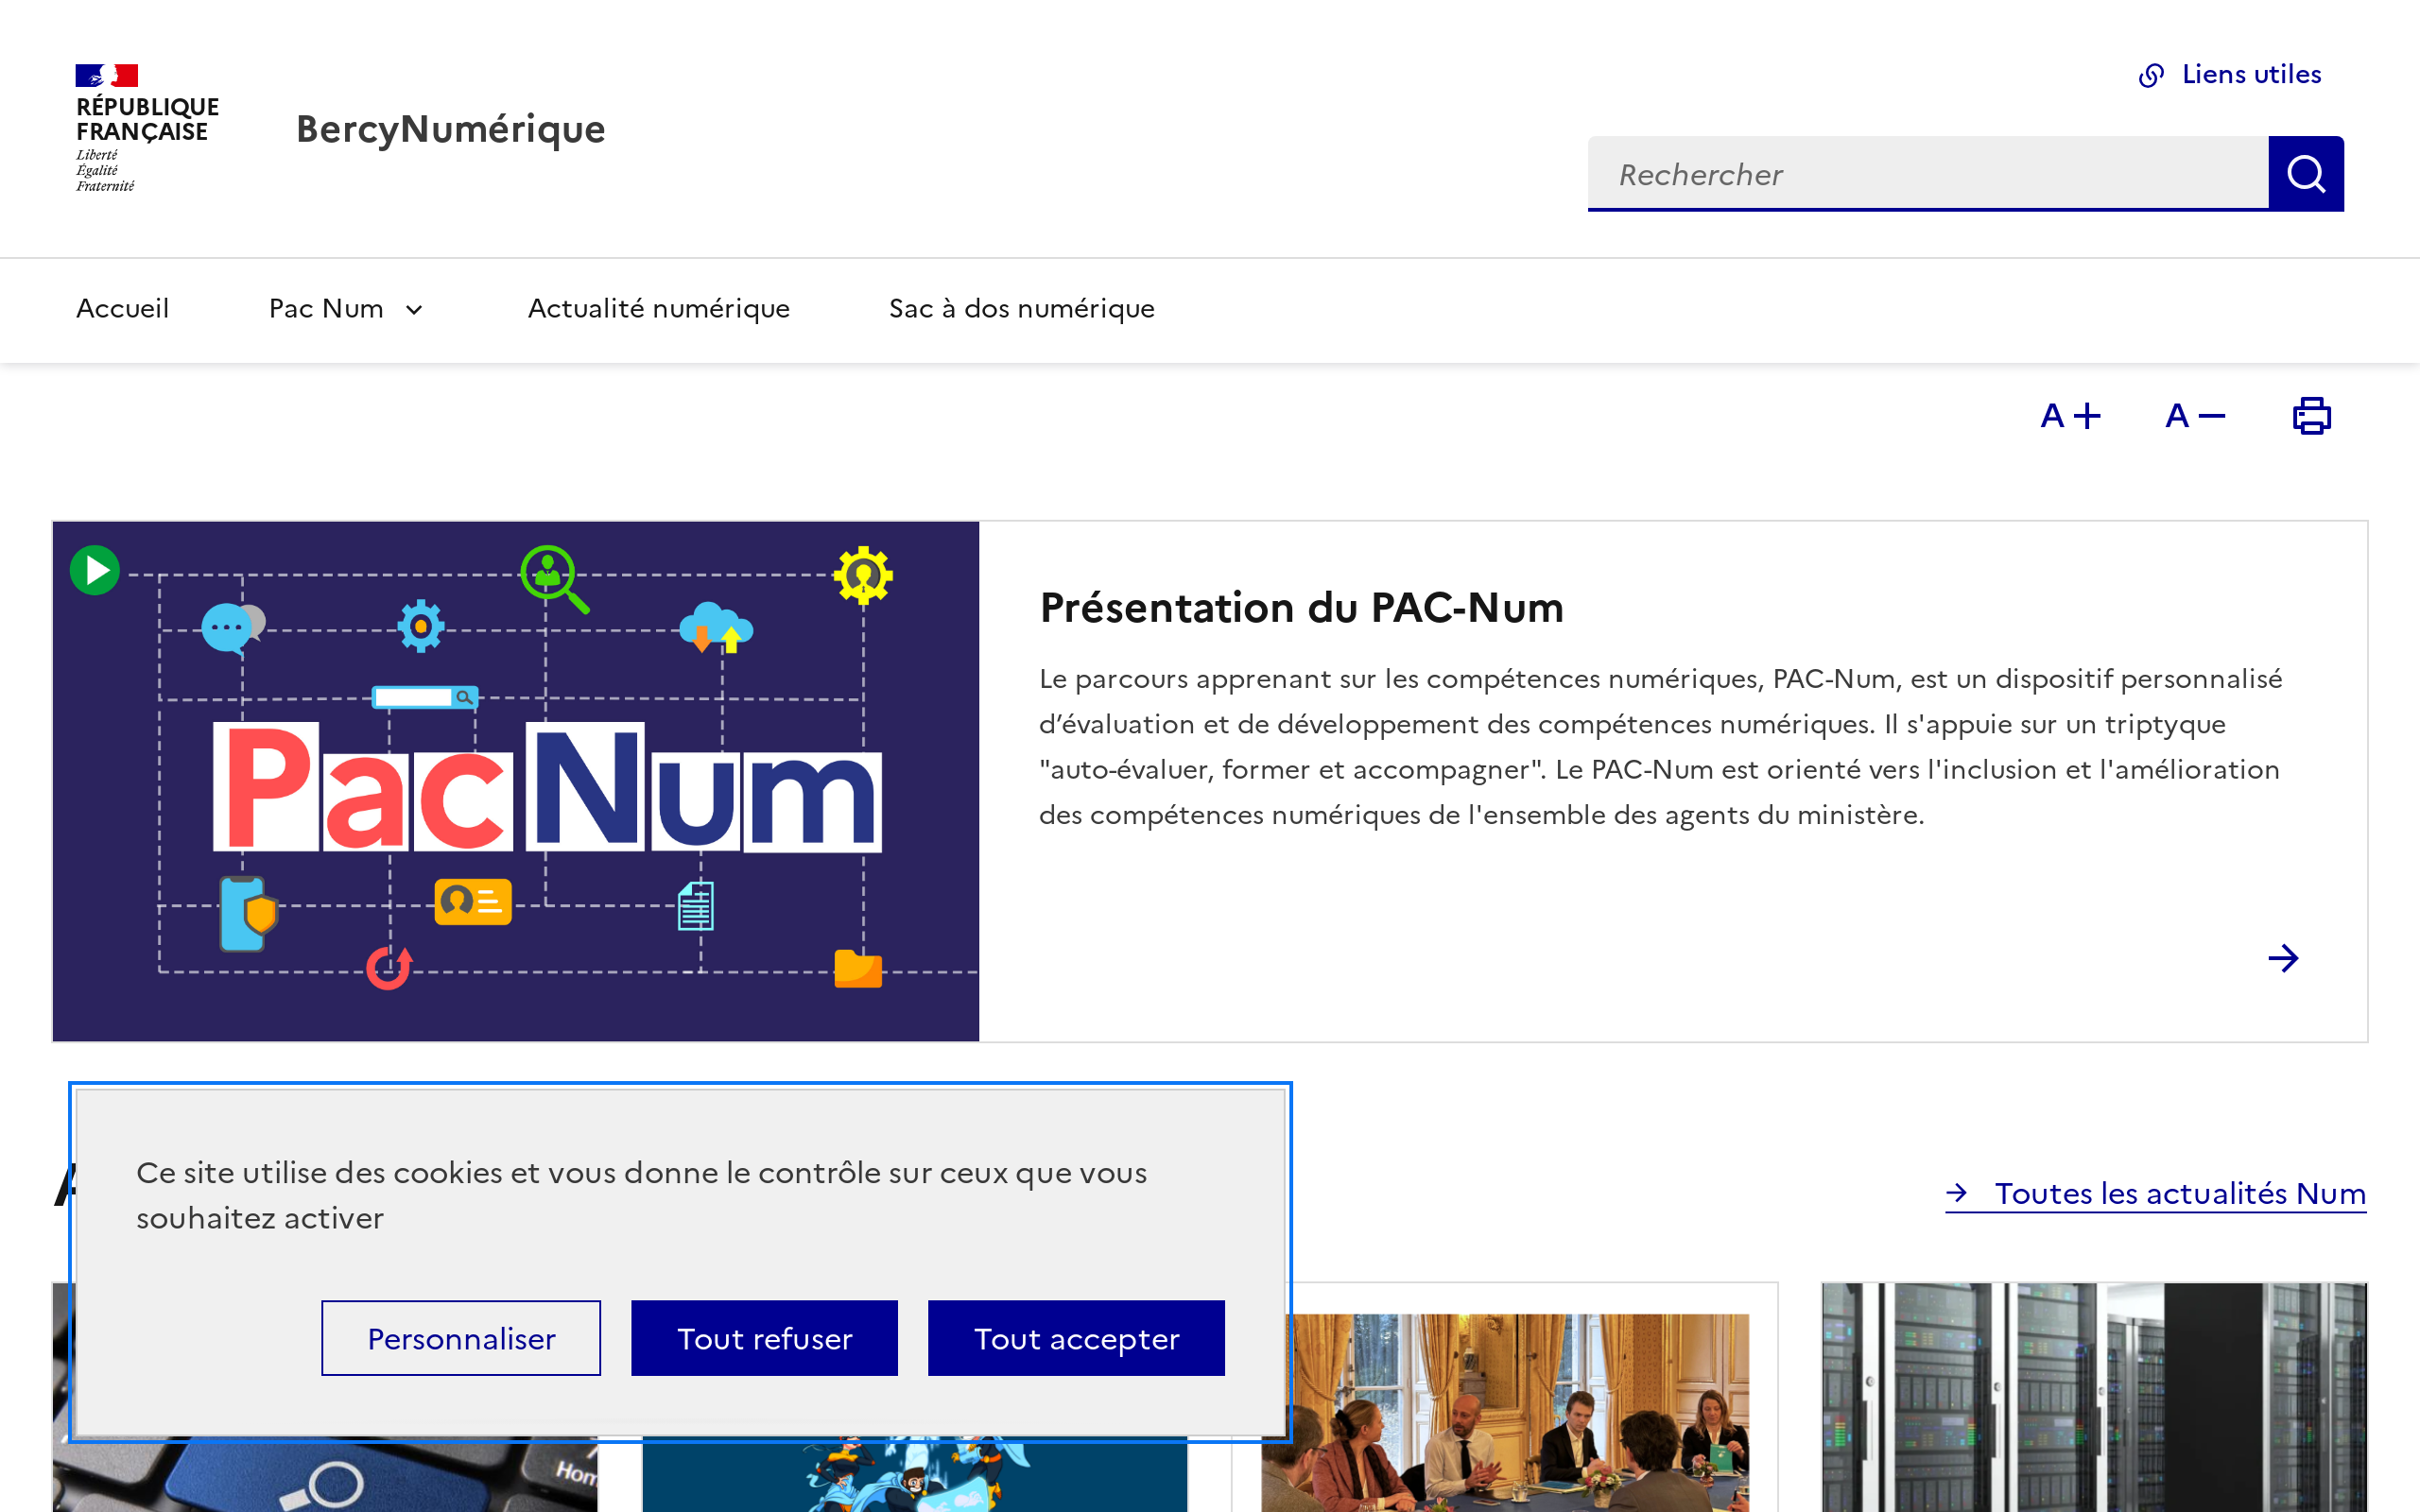 Liens utiles
RÉPUBLIQUE
FRANÇAISE
Liberté
Égalité
Fraternité
BercyNumérique
Rechercher
Accueil
Pac Num
Actualité numérique
Sac à dos numérique
A +
A −
PacNum
Présentation du PAC-Num
Le parcours apprenant sur les compétences numériques, PAC-Num, est un dispositif personnalisé
d’évaluation et de développement des compétences numériques. Il s'appuie sur un triptyque
"auto-évaluer, former et accompagner". Le PAC-Num est orienté vers l'inclusion et l'amélioration
des compétences numériques de l'ensemble des agents du ministère.
Ce site utilise des cookies et vous donne le contrôle sur ceux que vous
souhaitez activer
Personnaliser
Tout refuser
Tout accepter
Toutes les actualités Num